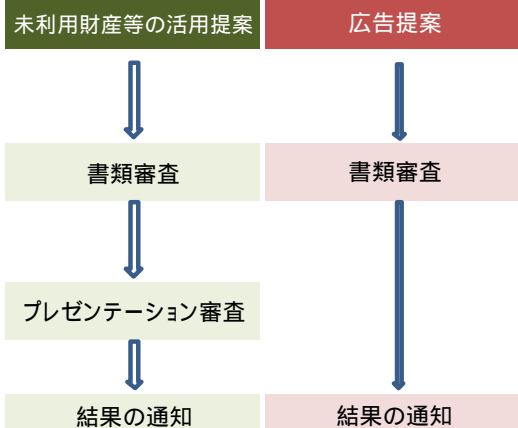 未利用財産等の活用提案
広告提案
書類審査
書類審査
プレゼンテーション審査
結果の通知
結果の通知